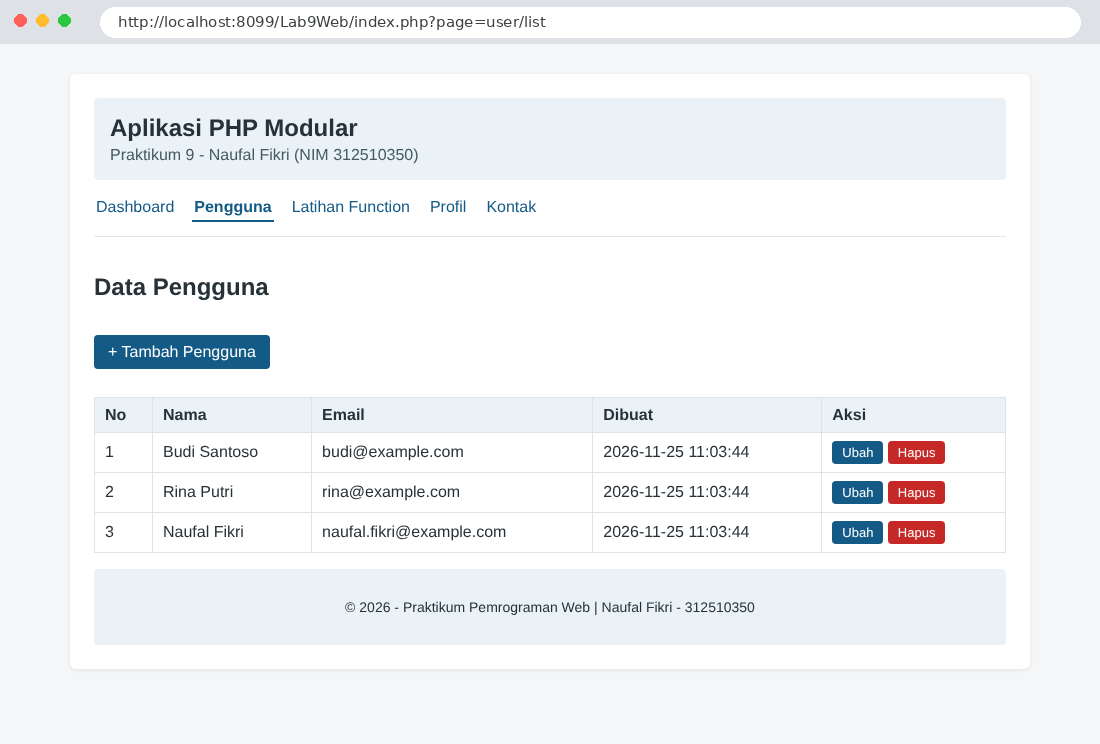 http://localhost:8099/Lab9Web/index.php?page=user/list
Aplikasi PHP Modular
Praktikum 9 - Naufal Fikri (NIM 312510350)
Dashboard Pengguna Latihan Function Profil Kontak
Data Pengguna
+ Tambah Pengguna
No Nama Email Dibuat Aksi
1 Budi Santoso budi@example.com 2026-11-25 11:03:44 Ubah Hapus
2 Rina Putri rina@example.com 2026-11-25 11:03:44 Ubah Hapus
3 Naufal Fikri naufal.fikri@example.com 2026-11-25 11:03:44 Ubah Hapus
© 2026 - Praktikum Pemrograman Web | Naufal Fikri - 312510350